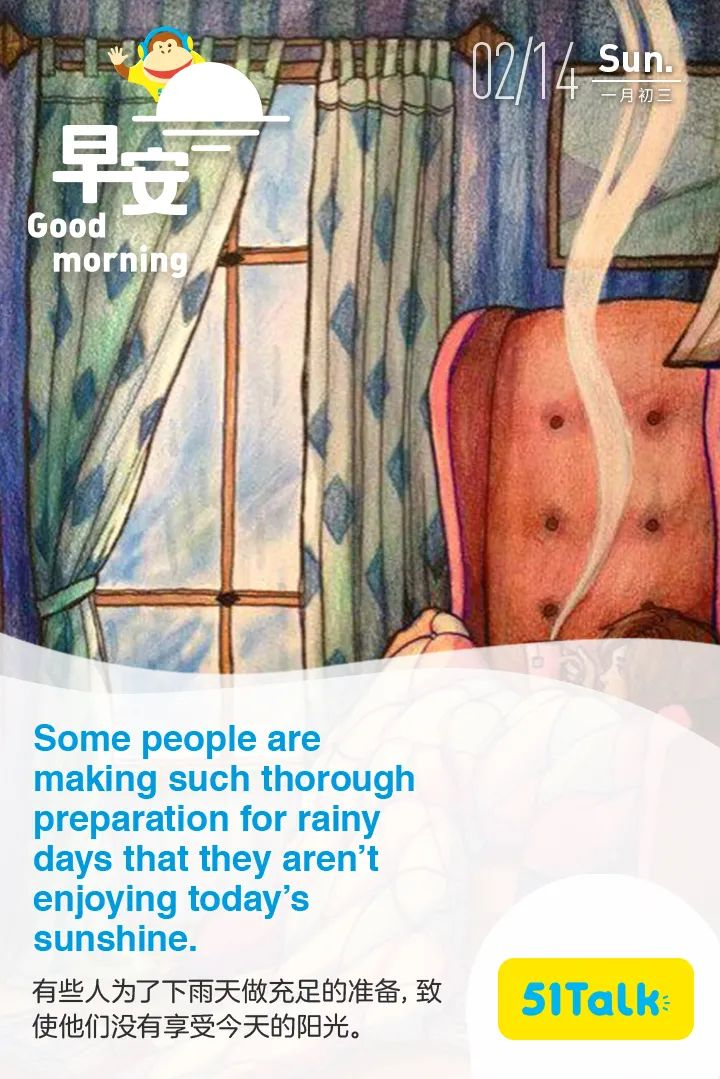 02/14
Sun.
一月初三
早安
Good
morning
Some people are
making such thorough
preparation for rainy
days that they aren't
enjoying today's
sunshine.
有些人为了下雨天做充足的准备，致
使他们没有享受今天的阳光。
51Talk